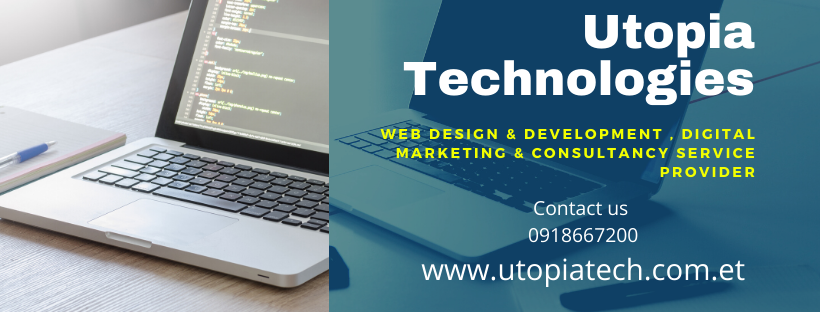 Utopia
Technologies
WEB DESIGN & DEVELOPMENT , DIGITAL
MARKETING & CONSULTANCY SERVICE
PROVIDER
Contact us
0918667200
www.utopiatech.com.et